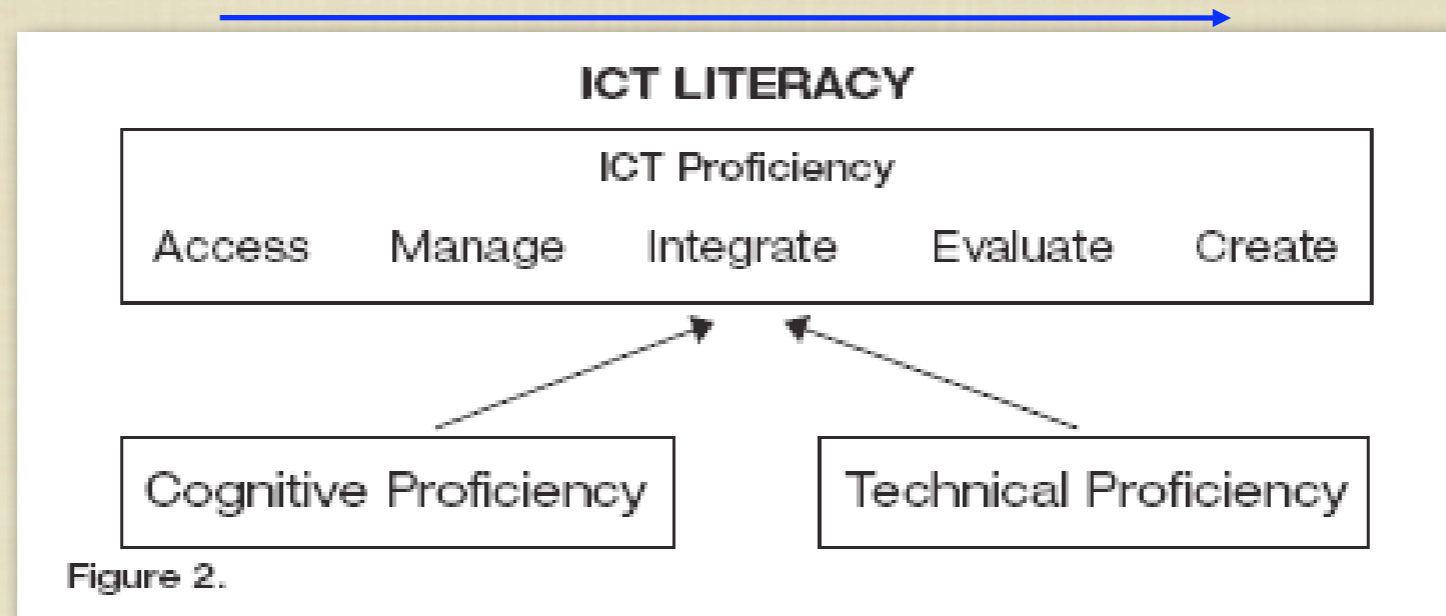 ICT LITERACY
ICT Proficiency
Access Manage Integrate Evaluate Create
Cognitive Proficiency Technical Proficiency
Figure 2.